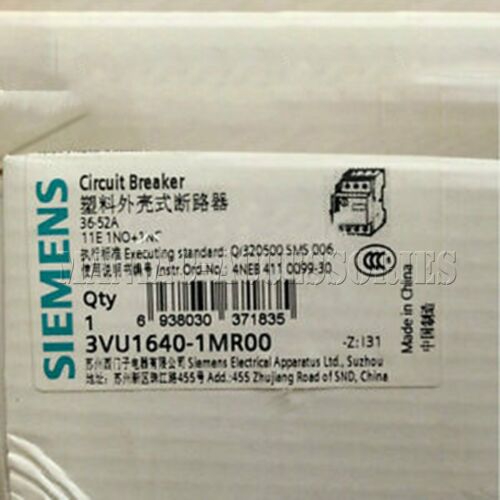 SIEMENS
Circuit Breaker
塑料外壳式断路器
36-52A
11E 1NO+1NC
执行标准 Executing standard: Q/320500 SMS 006
使用说明书编号 Instr.Ord-No.: 4NEB 411 0099-30
Qty
1
6 938030 371835
3VU1640-1MR00
-Z:131
苏州西门子电器有限公司 Siemens Electrical Apparatus Ltd., Suzhou
地址:苏州新区珠江路455号 Add.:455 Zhujiang Road of SND, China
CCC
Made in China
中国制造